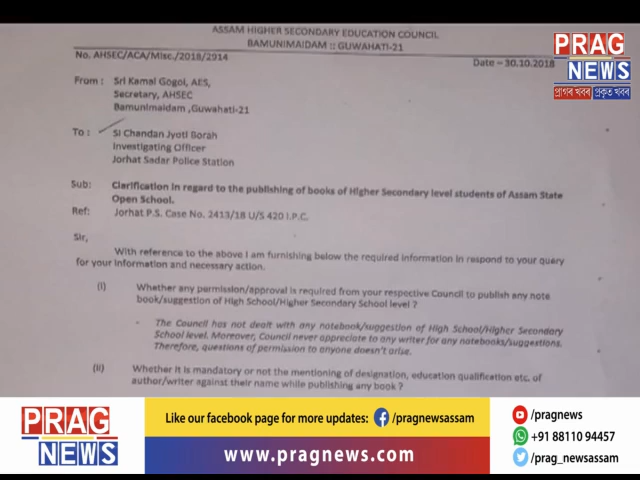 ASSAM HIGHER SECONDARY EDUCATION COUNCIL
BAMUNIMAIDAM :: GUWAHATI-21
No. AHSEC/ACA/Misc./2018/2914
Date – 30.10.2018
PRAG
NEWS
প্ৰাগৰ খবৰ প্ৰকৃত খবৰ
From : Sri Kamal Gogoi, AES,
Secretary, AHSEC
Bamunimaidam ,Guwahati-21
To : SI Chandan Jyoti Borah
Investigating Officer
Jorhat Sadar Police Station
Sub: Clarification in regard to the publishing of books of Higher Secondary level students of Assam State
Open School.
Ref: Jorhat P.S. Case No. 2413/18 U/S 420 I.P.C.
Sir,
With reference to the above I am furnishing below the required information in respond to your query
for your information and necessary action.
(i) Whether any permission/approval is required from your respective Council to publish any note
book/suggestion of High School/Higher Secondary School level ?
- The Council has not dealt with any notebook/suggestion of High School/Higher Secondary
School level. Moreover, Council never appreciate to any writer for any notebooks/suggestions.
Therefore, questions of permission to anyone doesn't arise.
(ii) Whether it is mandatory or not the mentioning of designation, education qualification etc. of
author/writer against their name while publishing any book ?
PRAG
NEWS
Like our facebook page for more updates: f/pragnewsassam
www.pragnews.com
/pragnews
+91 88110 94457
/prag_newsassam